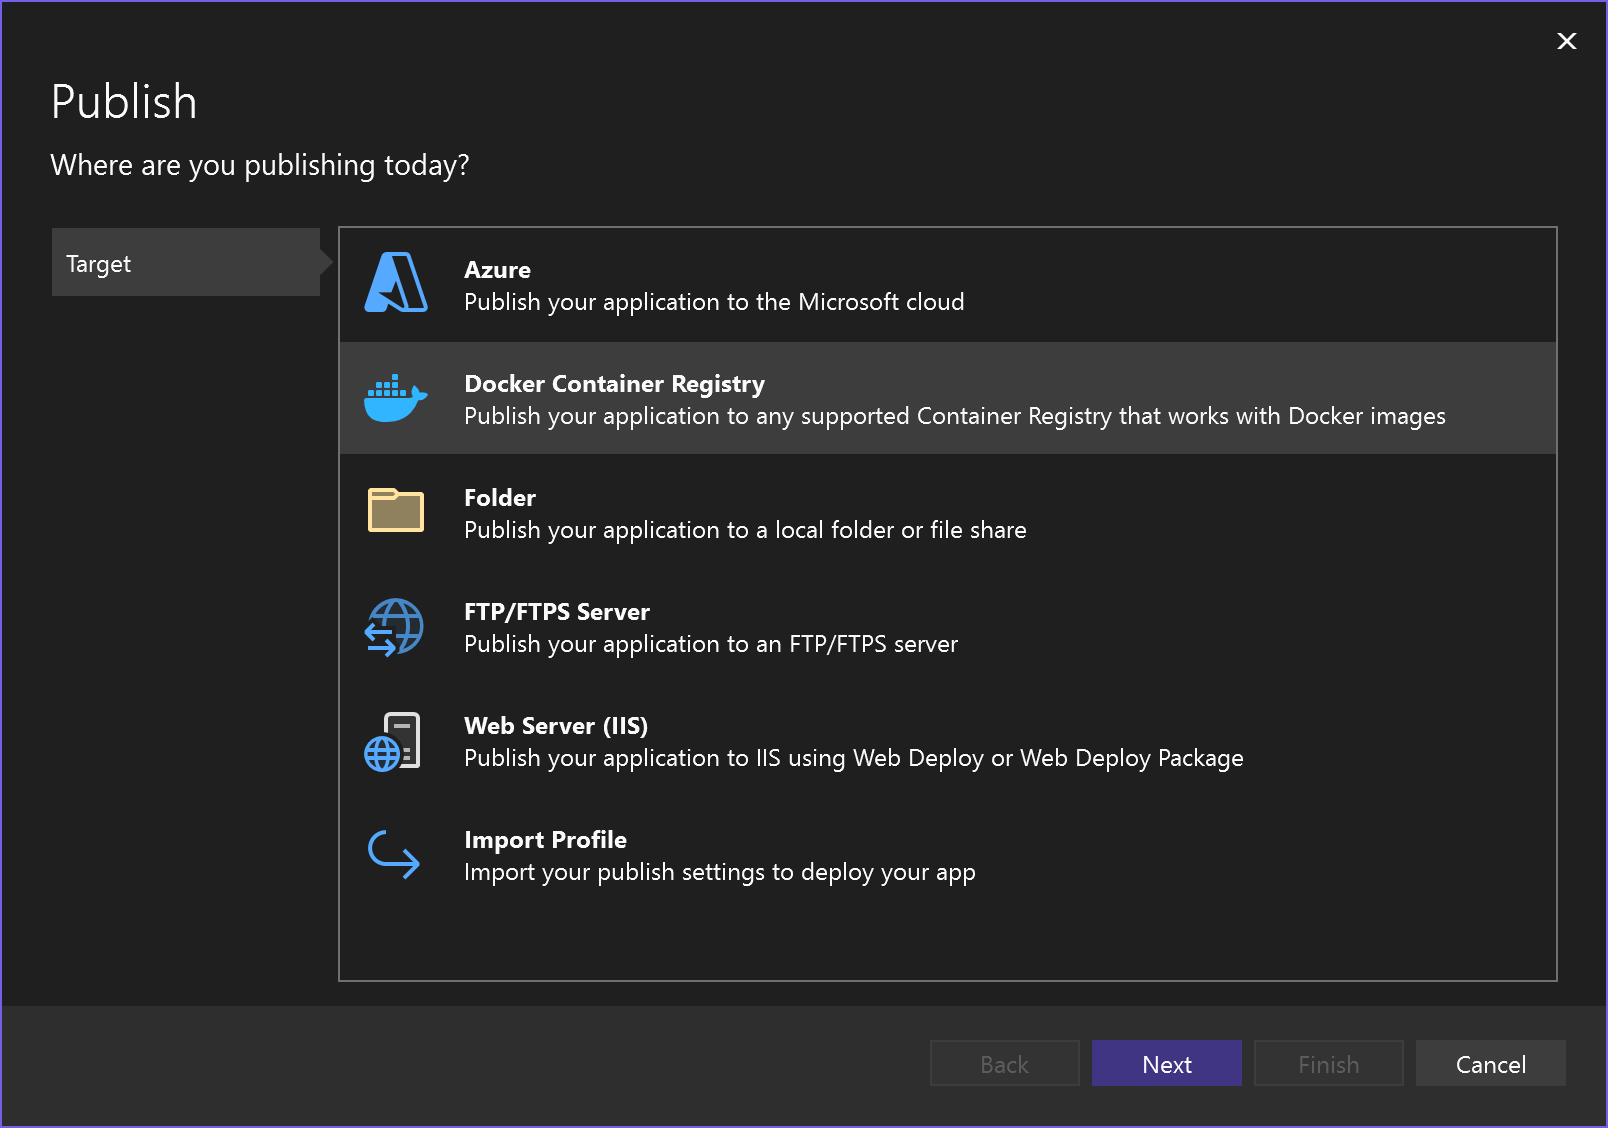 Publish
Where are you publishing today?
Target
Azure
Publish your application to the Microsoft cloud
Docker Container Registry
Publish your application to any supported Container Registry that works with Docker images
Folder
Publish your application to a local folder or file share
FTP/FTPS Server
Publish your application to an FTP/FTPS server
Web Server (IIS)
Publish your application to IIS using Web Deploy or Web Deploy Package
Import Profile
Import your publish settings to deploy your app
Back
Next
Finish
Cancel